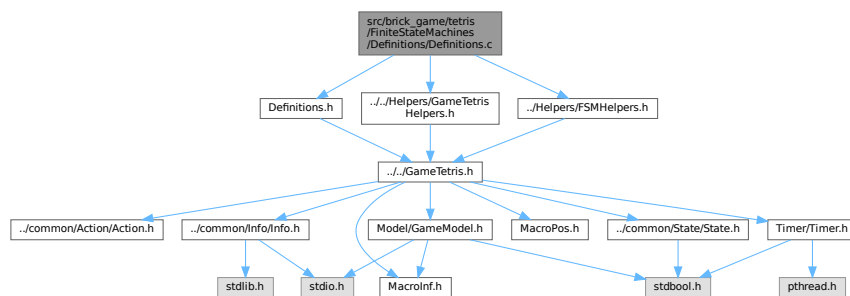 src/brick_game/tetris
/FiniteStateMachines
/Definitions/Definitions.c
Definitions.h
../../Helpers/GameTetris
Helpers.h
../Helpers/FSMHelpers.h
../../GameTetris.h
../common/Action/Action.h
../common/Info/Info.h
Model/GameModel.h
MacroPos.h
../common/State/State.h
Timer/Timer.h
stdlib.h
stdio.h
MacroInf.h
stdbool.h
pthread.h